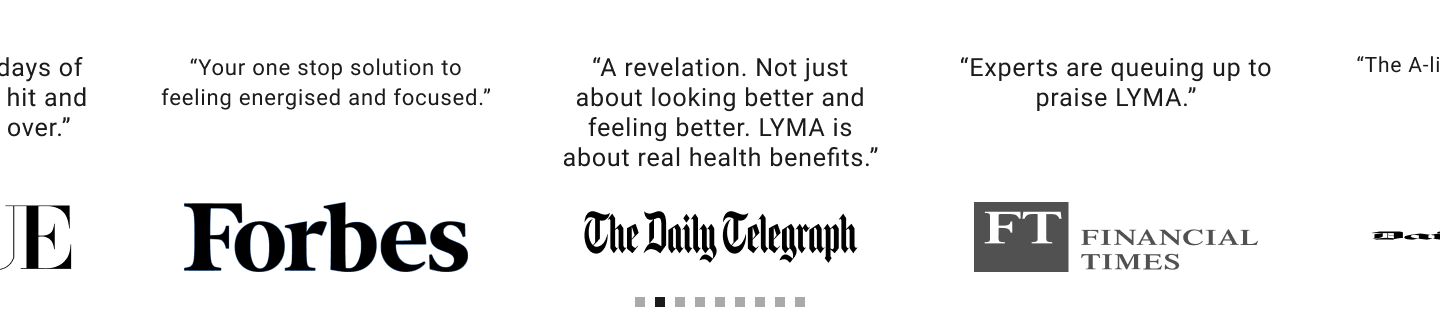 days of
hit and
over.”
“Your one stop solution to
feeling energised and focused.”
Forbes
“A revelation. Not just
about looking better and
feeling better. LYMA is
about real health benefits.”
The Daily Telegraph
“Experts are queuing up to
praise LYMA.”
FT FINANCIAL
TIMES
“The A-li